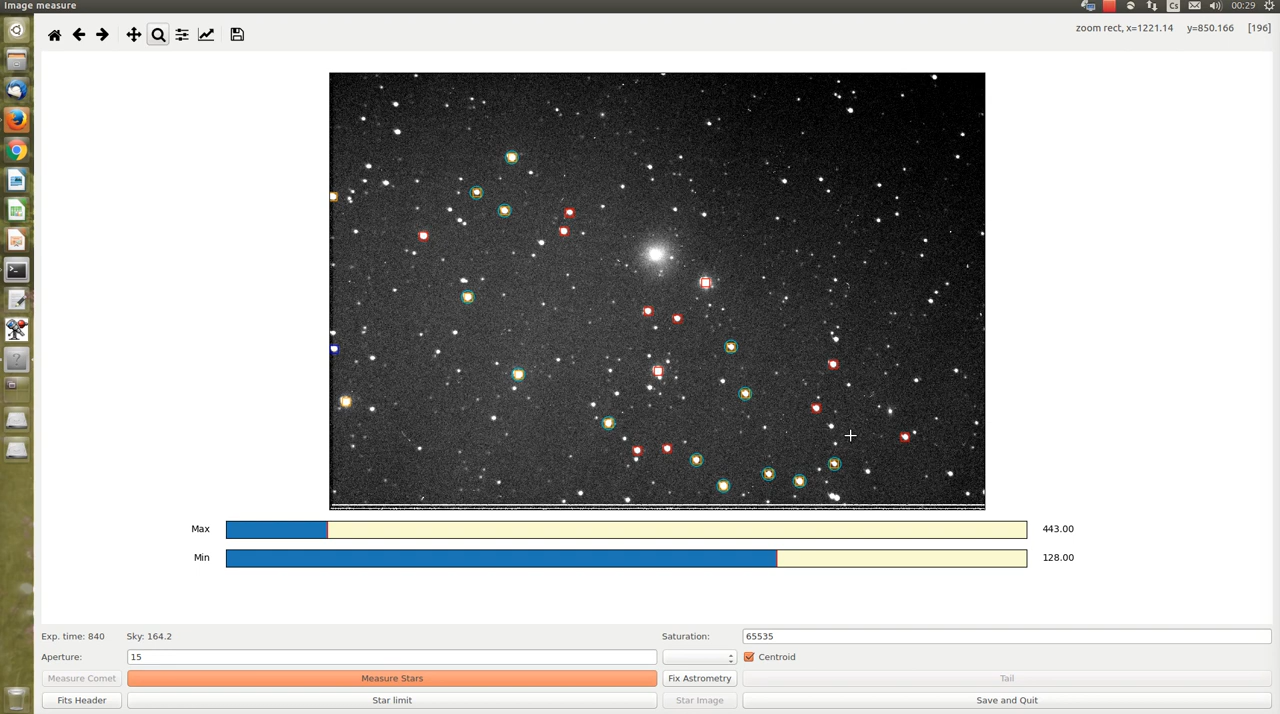 Image measure
Cs
00:29
zoom rect, x=1221.14 y=850.166 [196]
Max 443.00
Min 128.00
Exp. time: 840 Sky: 164.2 Saturation: 65535
Aperture: 15 Centroid
Measure Comet Measure Stars Fix Astrometry Tail
Fits Header Star limit Star Image Save and Quit